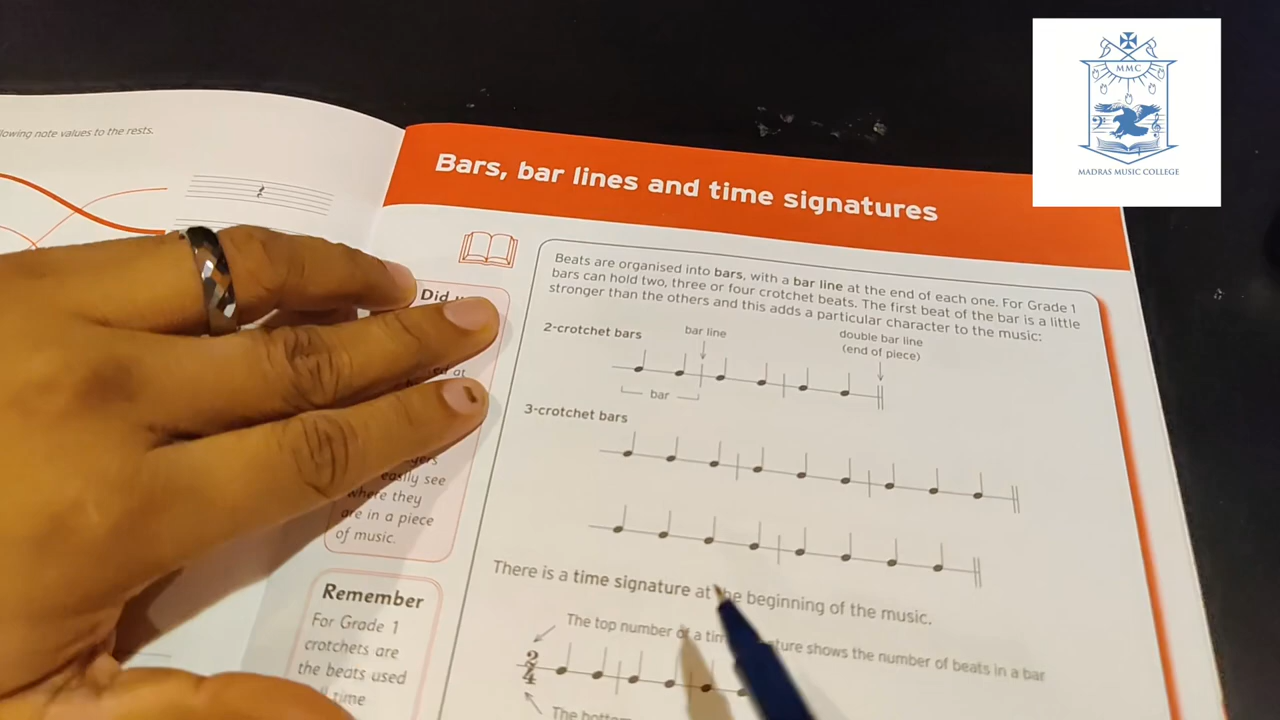 lowing note values to the rests.
Bars, bar lines and time signatures
MMC
MADRAS MUSIC COLLEGE
Beats are organised into bars, with a bar line at the end of each one. For Grade 1
bars can hold two, three or four crotchet beats. The first beat of the bar is a little
stronger than the others and this adds a particular character to the music:
2-crotchet bars
bar line
double bar line
(end of piece)
bar
3-crotchet bars
There is a time signature at the beginning of the music.
The top number of a time signature shows the number of beats in a bar
2
4
The
Did
at
easily see
where they
are in a piece
of music.
Remember
For Grade 1
crotchets are
the beats used
time